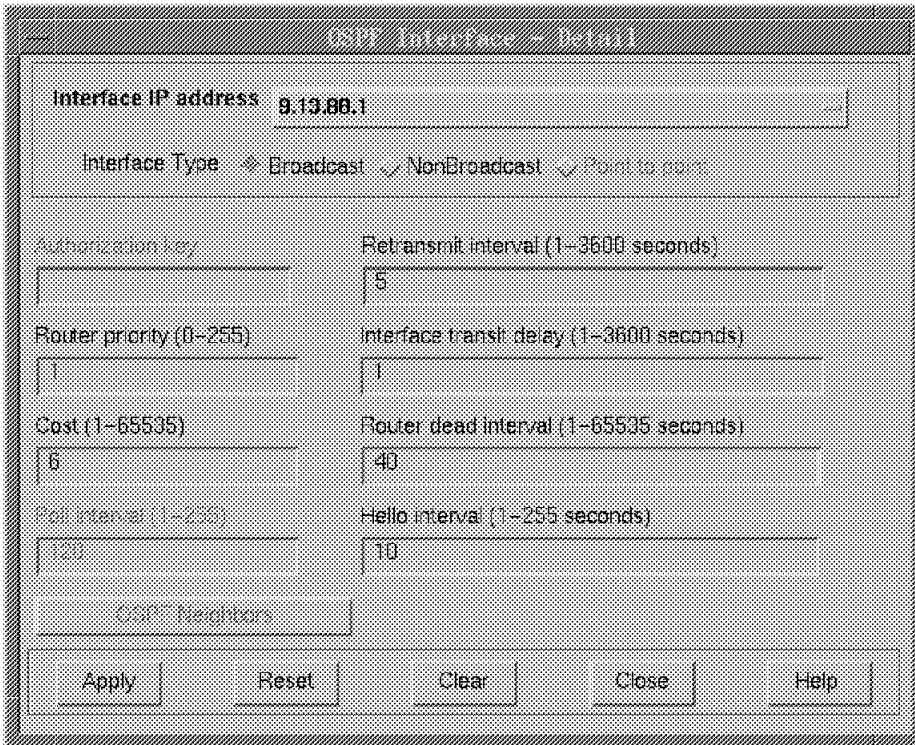 OSPF Interface - Detail
Interface IP address 9.10.80.1
Interface Type Broadcast NonBroadcast Point to point
Authorization key Retransmit interval (1-3600 seconds)
5
Router priority (0-255) Interface transit delay (1-3600 seconds)
1 1
Cost (1-65535) Router dead interval (1-65535 seconds)
6 40
Poll interval (1-255) Hello interval (1-255 seconds)
120 10
OSPF Neighbors
Apply Reset Clear Close Help